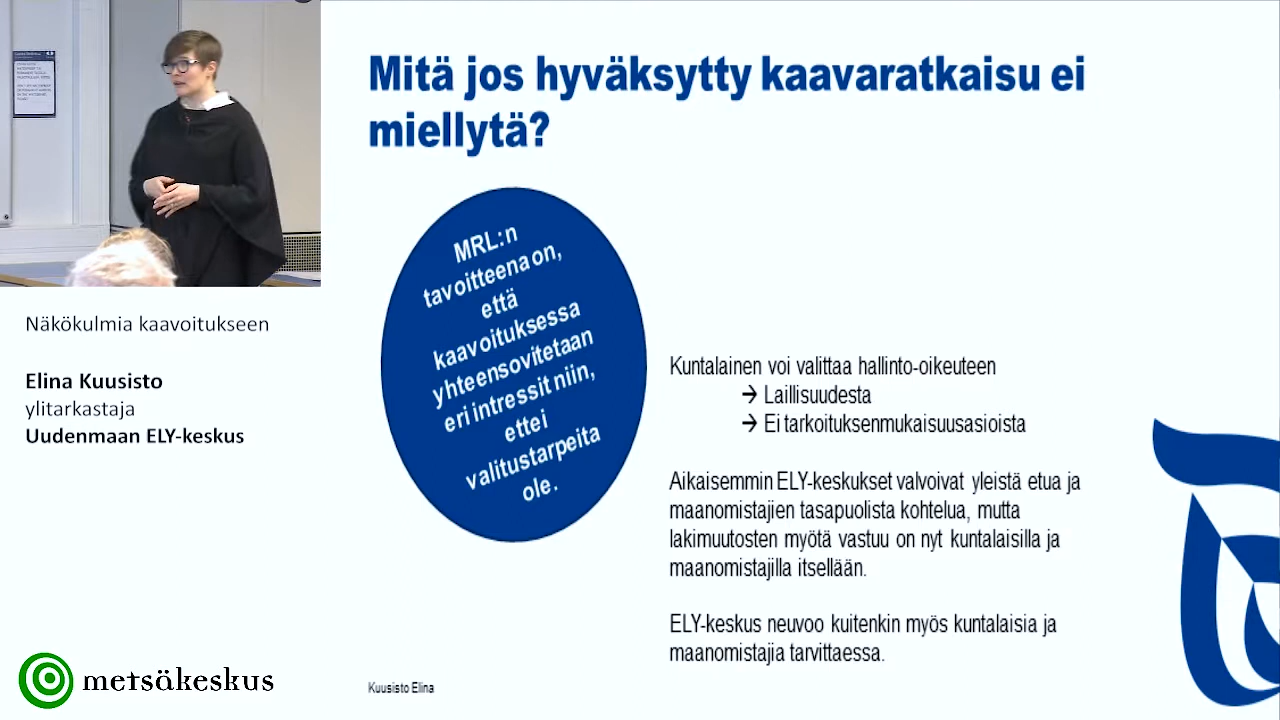 Mitä jos hyväksytty kaavaratkaisu ei
miellytä?
MRL:n
tavoitteena on,
että
kaavoituksessa
yhteensovitetaan
eri intressit niin,
ettei
valitustarpeita
ole.
Kuntalainen voi valittaa hallinto-oikeuteen
→ Laillisuudesta
→ Ei tarkoituksenmukaisuusasioista
Aikaisemmin ELY-keskukset valvoivat yleistä etua ja
maanomistajien tasapuolista kohtelua, mutta
lakimuutosten myötä vastuu on nyt kuntalaisilla ja
maanomistajilla itsellään.
ELY-keskus neuvoo kuitenkin myös kuntalaisia ja
maanomistajia tarvittaessa.
Kuusisto Elina
Näkökulmia kaavoitukseen
Elina Kuusisto
ylitarkastaja
Uudenmaan ELY-keskus
metsäkeskus